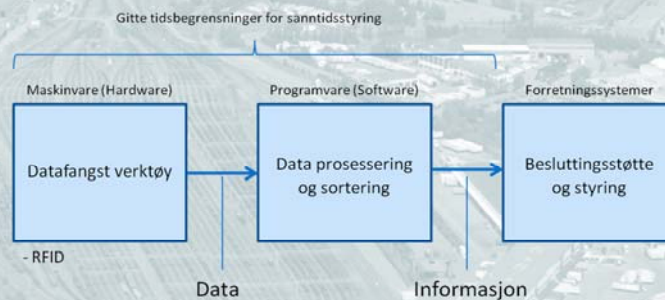 Gitte tidsbegrensninger for sanntidsstyring
Maskinvare (Hardware)
Programvare (Software)
Forretningssystemer
Datafangst verktøy
Data prosessering
og sortering
Besluttingsstøtte
og styring
- RFID
Data
Informasjon